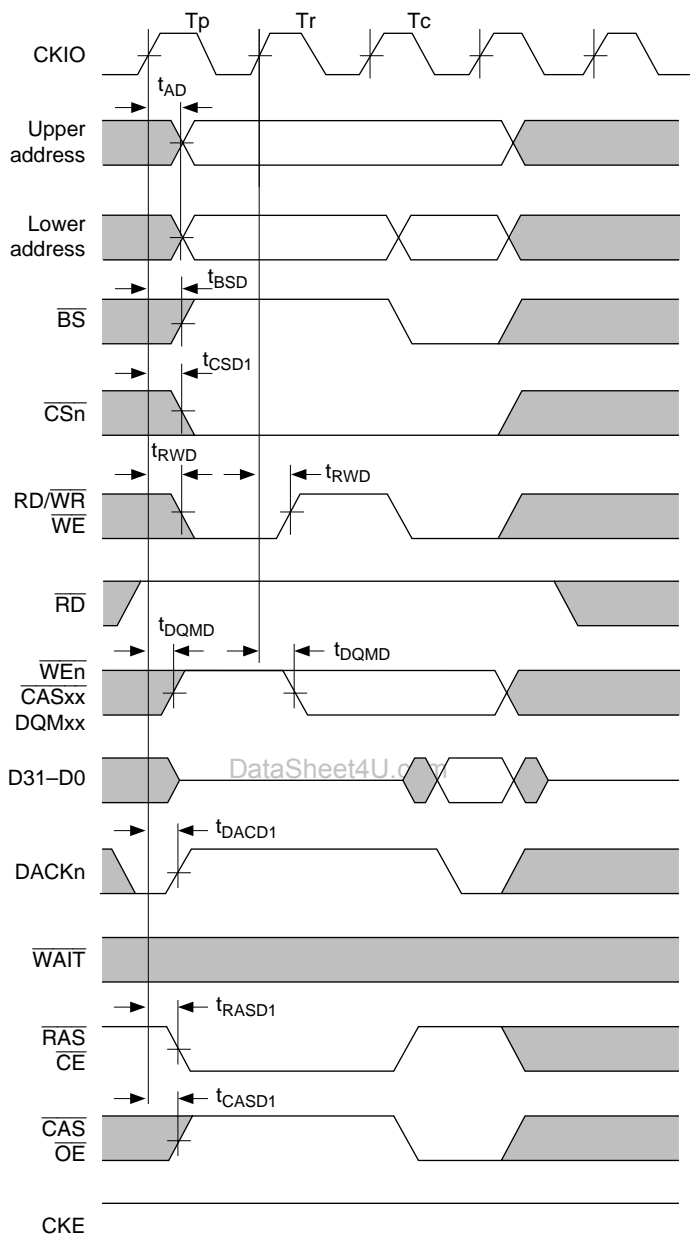 Tp Tr Tc
CKIO
tAD
Upper
address
Lower
address
tBSD
BS
tCSD1
CSn
tRWD tRWD
RD/WR
WE
RD
tDQMD tDQMD
WEn
CASxx
DQMxx
DataSheet4U.com
D31–D0
tDACD1
DACKn
WAIT
tRASD1
RAS
CE
tCASD1
CAS
OE
CKE